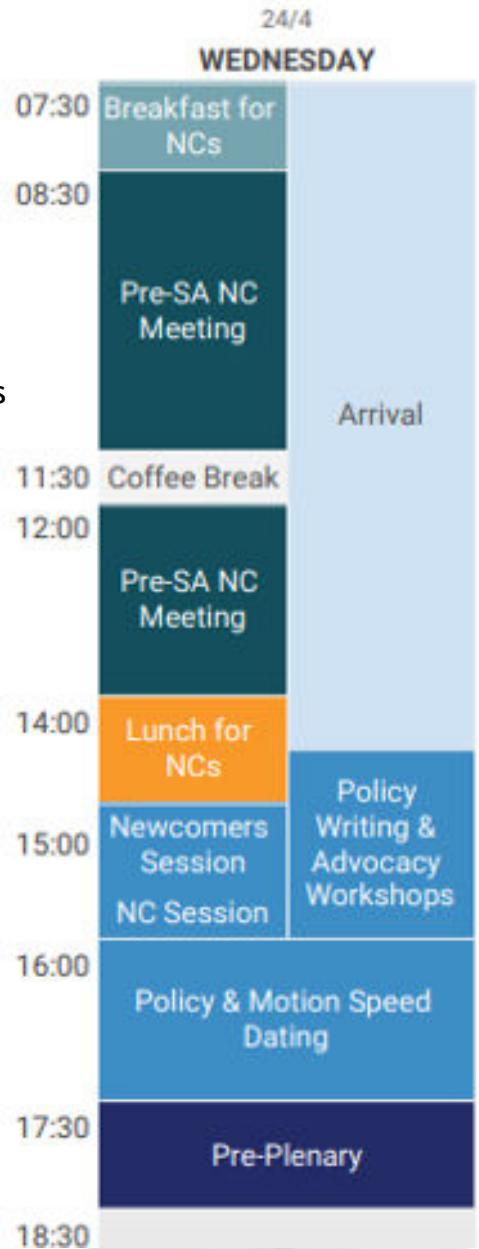 24/4
WEDNESDAY
07:30
Breakfast for
NCs
08:30
Pre-SA NC
Meeting
s
Arrival
11:30
Coffee Break
12:00
Pre-SA NC
Meeting
14:00
Lunch for
NCs
Policy
Writing &
Advocacy
Workshops
15:00
Newcomers
Session
NC Session
16:00
Policy & Motion Speed
Dating
17:30
Pre-Plenary
18:30